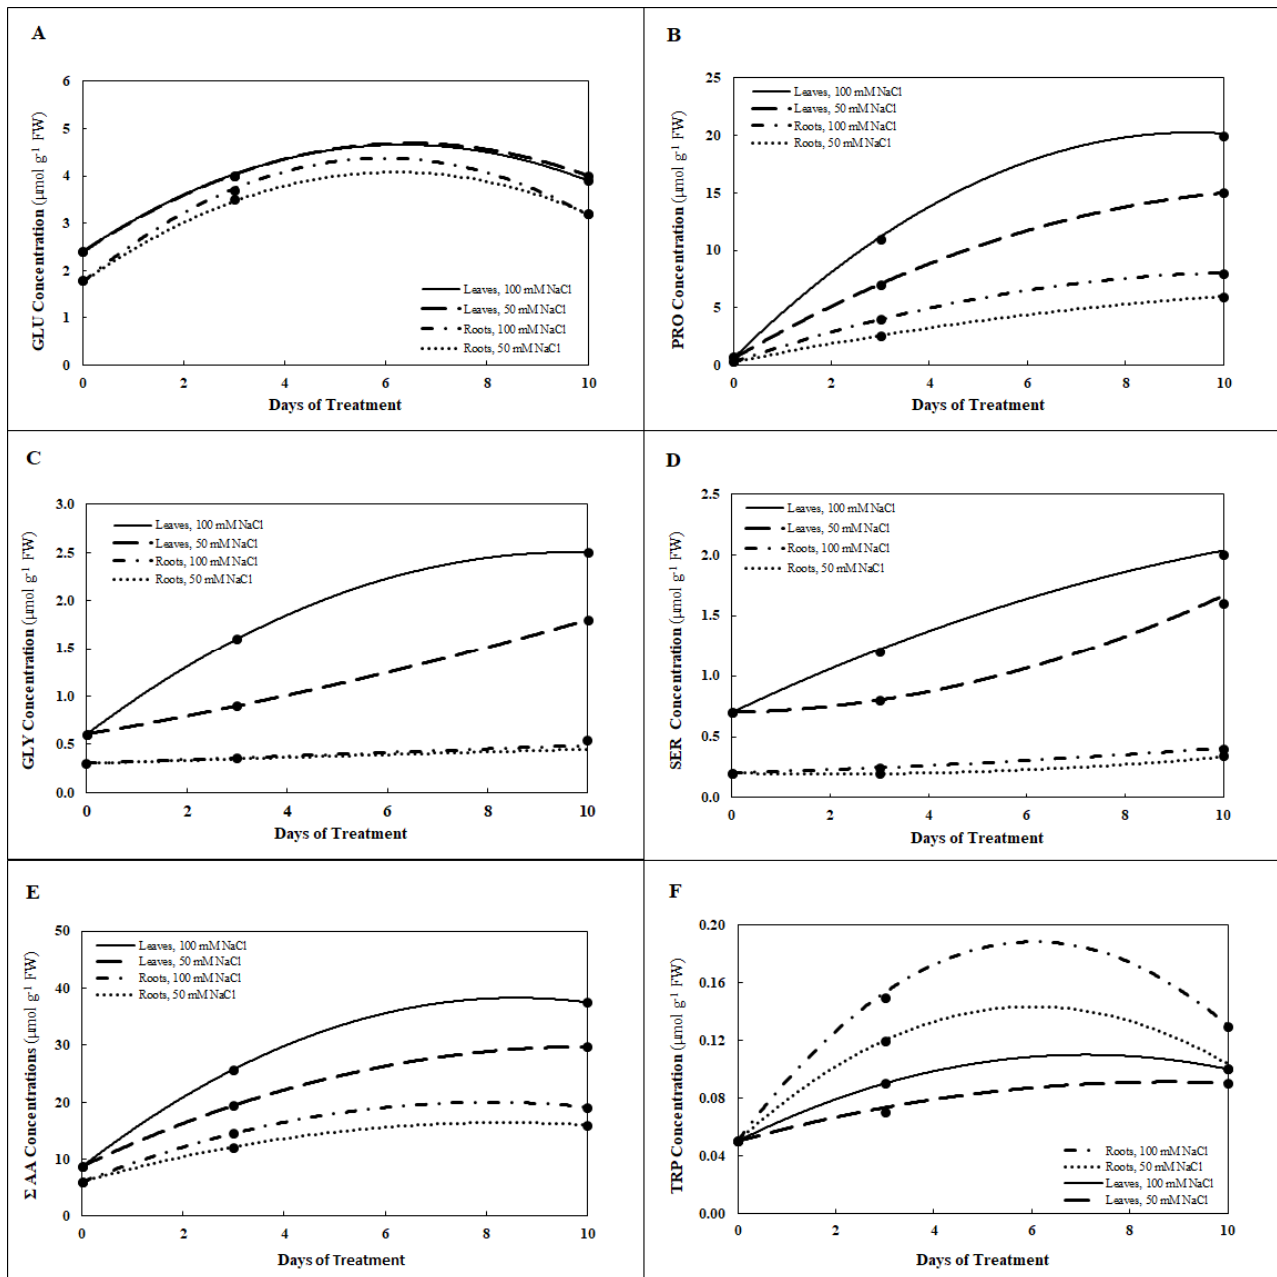 A
GLU Concentration (μmol g-1 FW)
6
5
4
3
2
1
0
Leaves, 100 mM NaCl
Leaves, 50 mM NaCl
Roots, 100 mM NaCl
Roots, 50 mM NaCl
0 2 4 6 8 10
Days of Treatment
B
PRO Concentration (μmol g-1 FW)
25
20
15
10
5
0
Leaves, 100 mM NaCl
Leaves, 50 mM NaCl
Roots, 100 mM NaCl
Roots, 50 mM NaCl
0 2 4 6 8 10
Days of Treatment
C
GLY Concentration (μmol g-1 FW)
3.0
2.5
2.0
1.5
1.0
0.5
0.0
Leaves, 100 mM NaCl
Leaves, 50 mM NaCl
Roots, 100 mM NaCl
Roots, 50 mM NaCl
0 2 4 6 8 10
Days of Treatment
D
SER Concentration (μmol g-1 FW)
2.5
2.0
1.5
1.0
0.5
0.0
Leaves, 100 mM NaCl
Leaves, 50 mM NaCl
Roots, 100 mM NaCl
Roots, 50 mM NaCl
0 2 4 6 8 10
Days of Treatment
E
Σ AA Concentrations (μmol g-1 FW)
50
40
30
20
10
0
Leaves, 100 mM NaCl
Leaves, 50 mM NaCl
Roots, 100 mM NaCl
Roots, 50 mM NaCl
0 2 4 6 8 10
Days of Treatment
F
TRP Concentration (μmol g-1 FW)
0.20
0.16
0.12
0.08
0.04
0.00
Roots, 100 mM NaCl
Roots, 50 mM NaCl
Leaves, 100 mM NaCl
Leaves, 50 mM NaCl
0 2 4 6 8 10
Days of Treatment